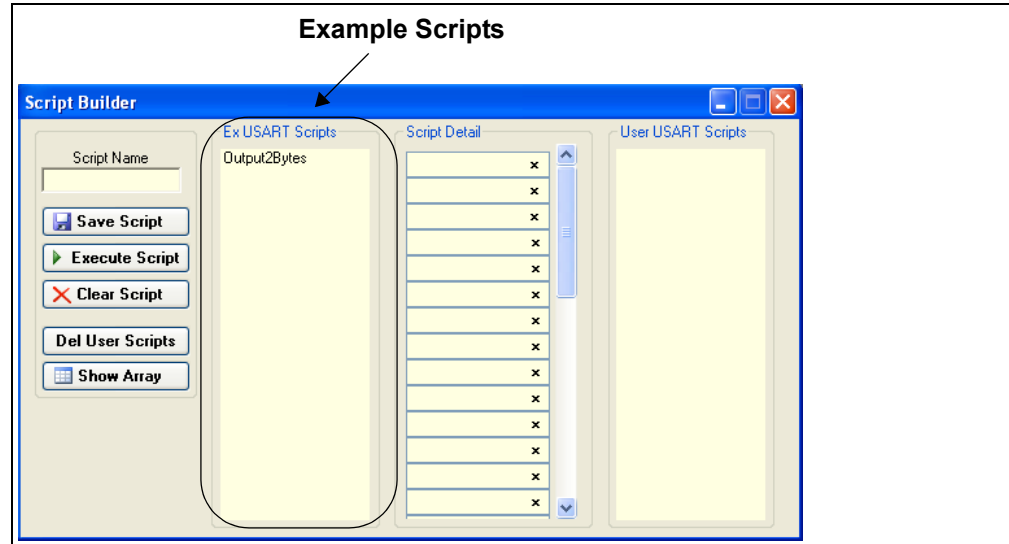 Example Scripts
Script Builder
Script Name
Save Script
Execute Script
Clear Script
Del User Scripts
Show Array
Ex USART Scripts
Output2Bytes
Script Detail
x
x
x
x
x
x
x
x
x
x
x
x
x
x
User USART Scripts